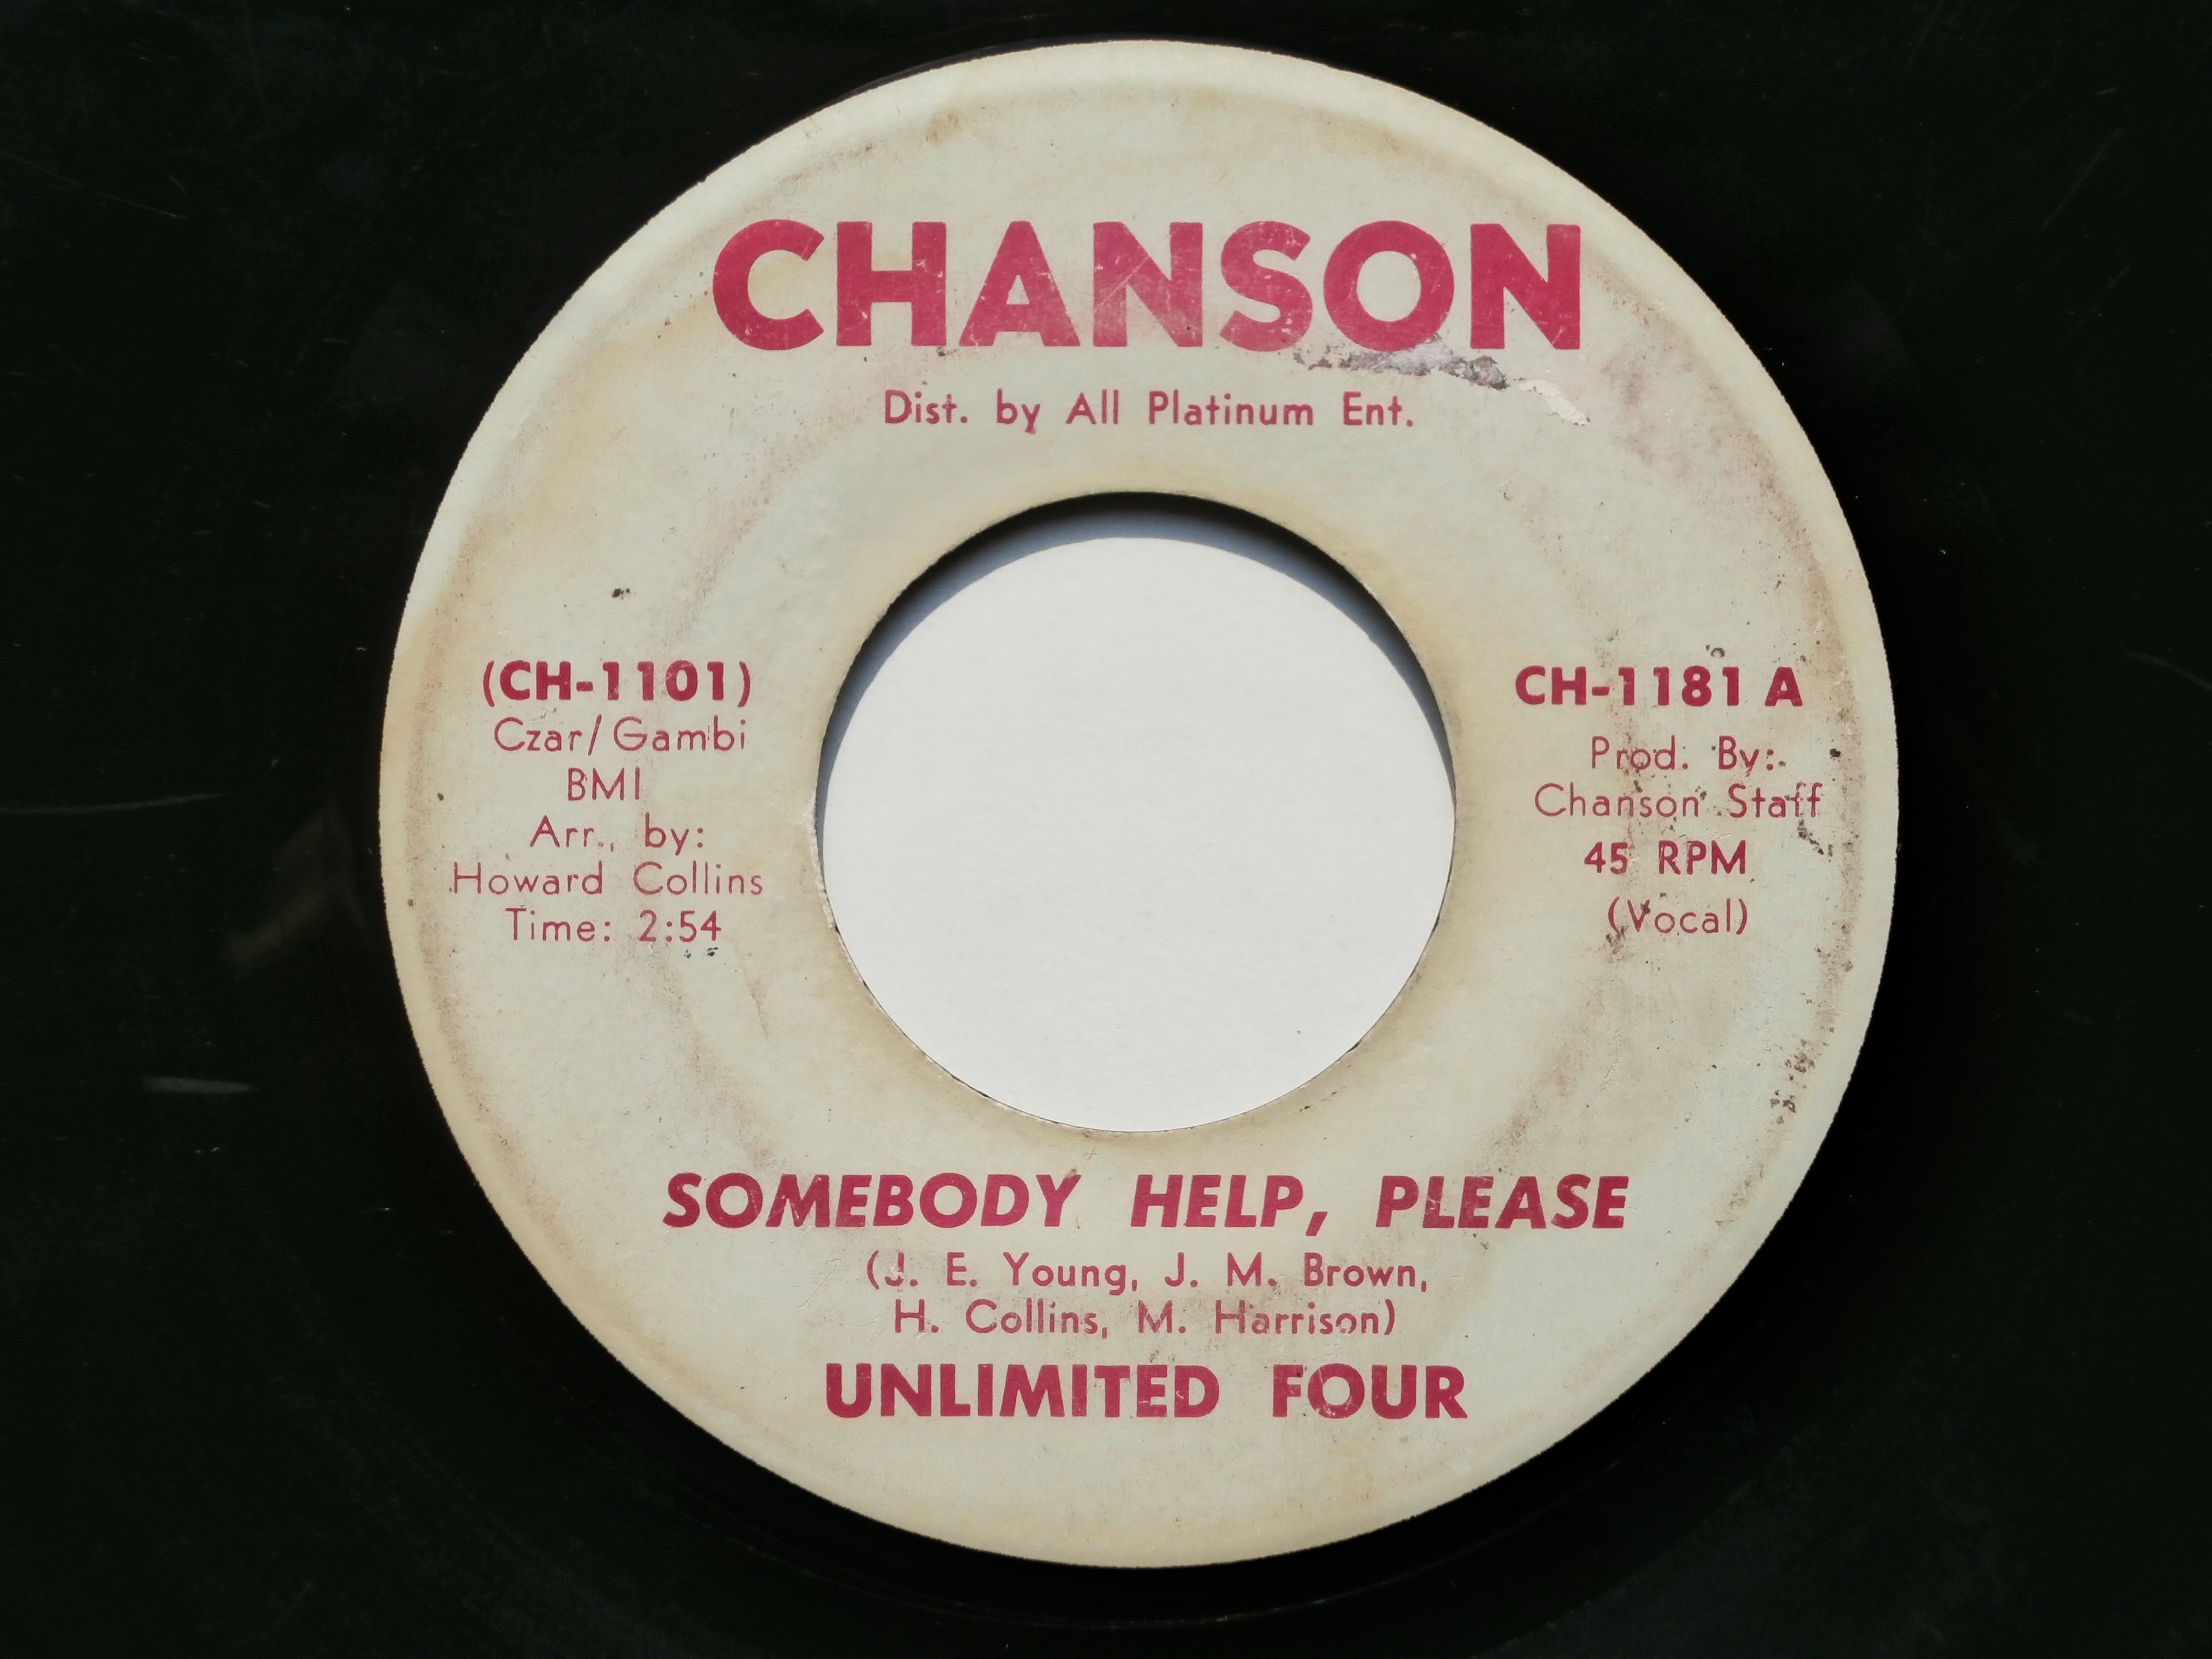 CHANSON
Dist. by All Platinum Ent.
(CH-1101)
Czar/Gambi
BMI
Arr., by:
Howard Collins
Time: 2:54
CH-1181 A
Prod. By:
Chanson Staff
45 RPM
(Vocal)
SOMEBODY HELP, PLEASE
(J. E. Young, J. M. Brown,
H. Collins, M. Harrison)
UNLIMITED FOUR